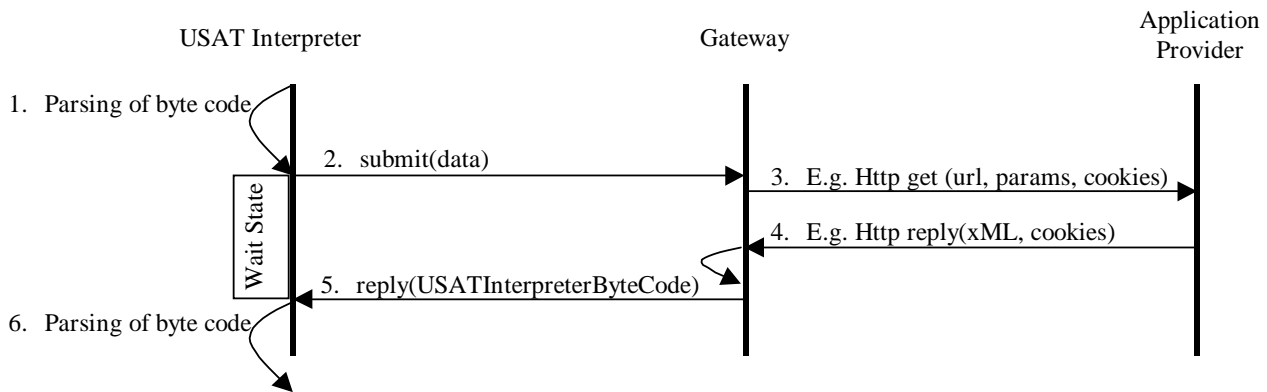 USAT Interpreter
Gateway
Application
Provider
1. Parsing of byte code
2. submit(data)
3. E.g. Http get (url, params, cookies)
Wait State
4. E.g. Http reply(xML, cookies)
5. reply(USATInterpreterByteCode)
6. Parsing of byte code